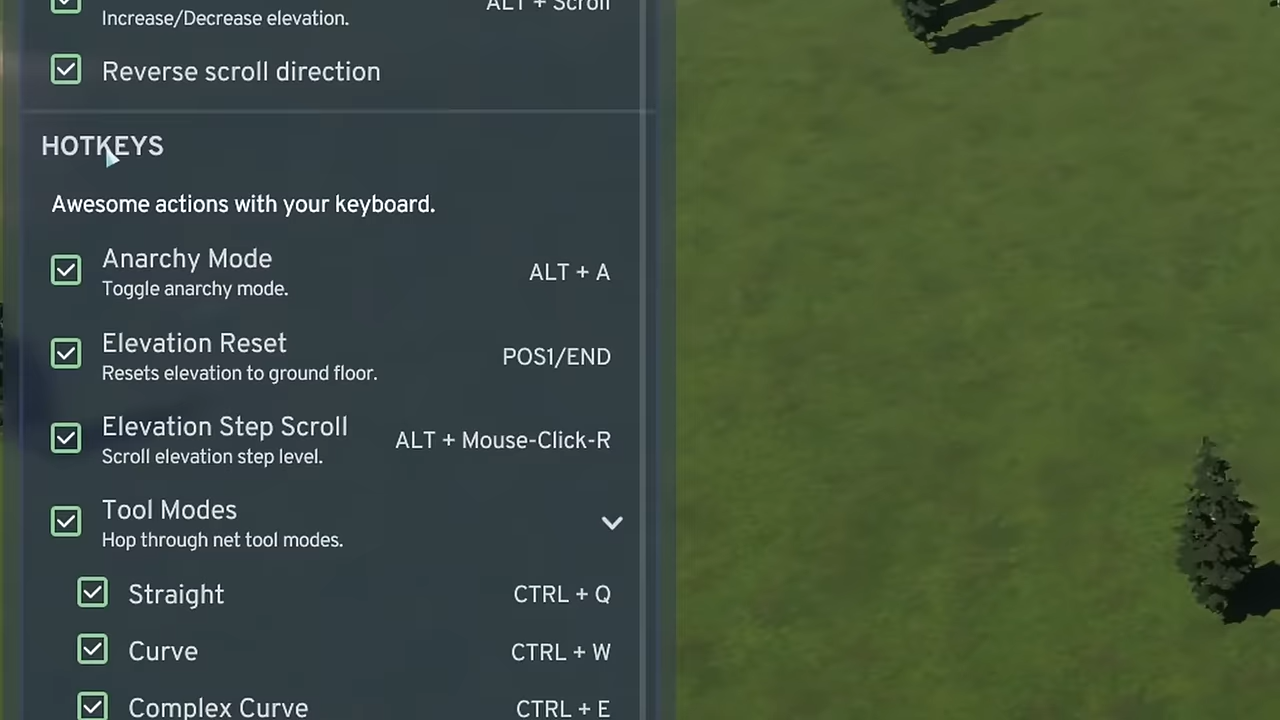 ALT + Scroll
Increase/Decrease elevation.
Reverse scroll direction
HOTKEYS
Awesome actions with your keyboard.
Anarchy Mode
ALT + A
Toggle anarchy mode.
Elevation Reset
POS1/END
Resets elevation to ground floor.
Elevation Step Scroll
ALT + Mouse-Click-R
Scroll elevation step level.
Tool Modes
Hop through net tool modes.
Straight
CTRL + Q
Curve
CTRL + W
Complex Curve
CTRL + E